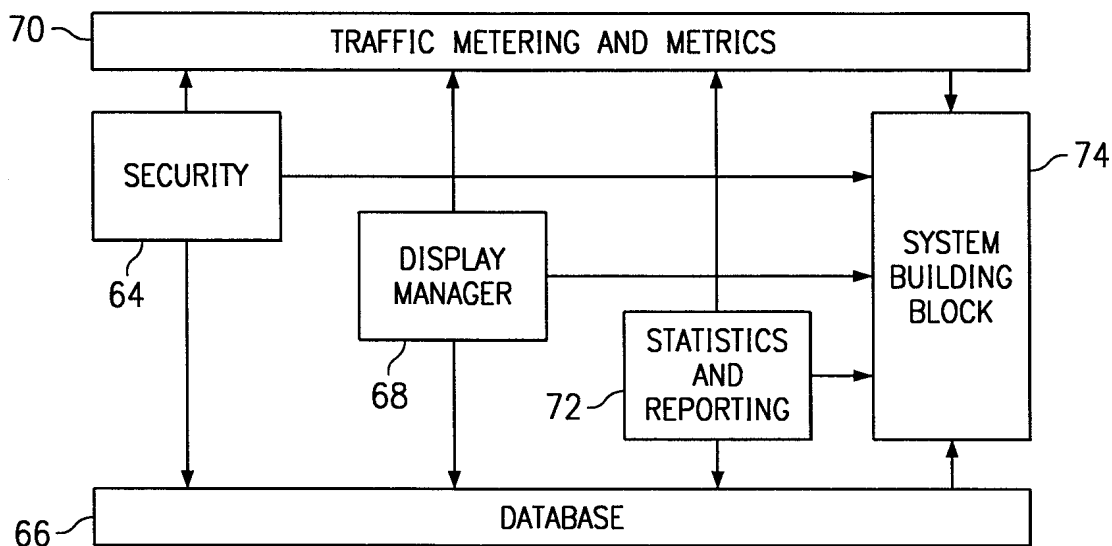 70
TRAFFIC METERING AND METRICS
SECURITY
64
DISPLAY
MANAGER
68
STATISTICS
AND
REPORTING
72
SYSTEM
BUILDING
BLOCK
74
DATABASE
66